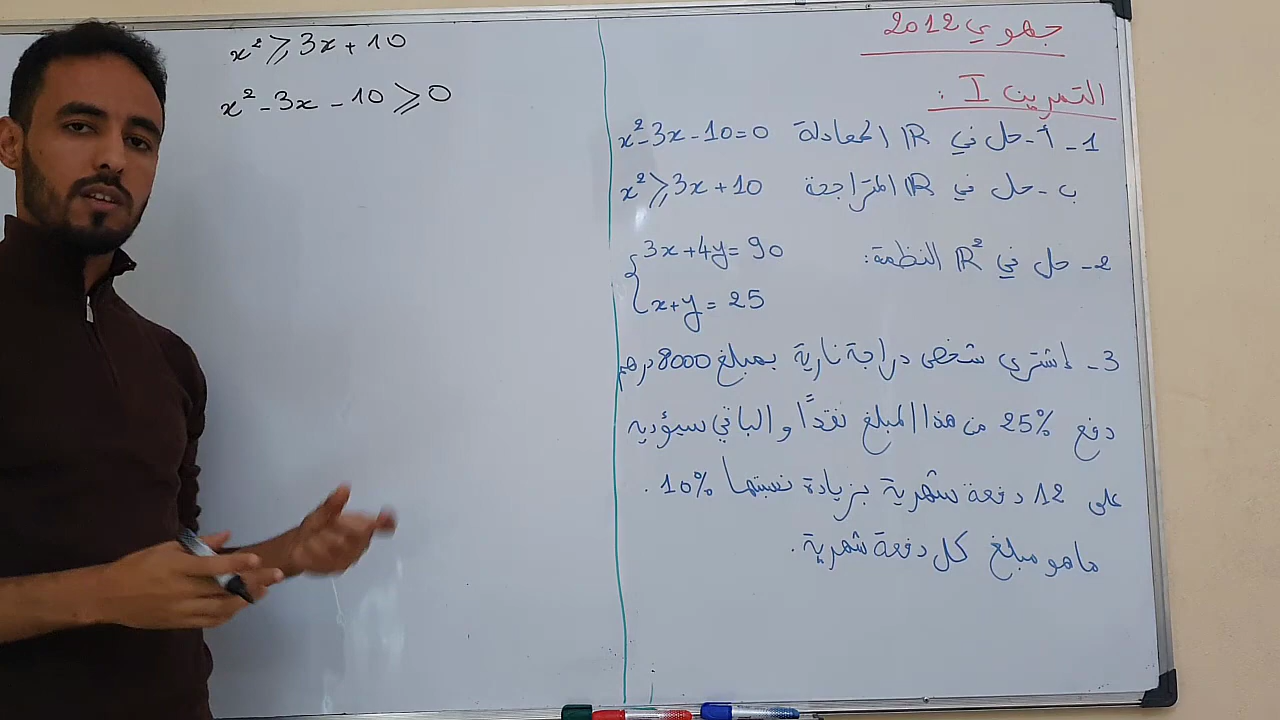 جهوي 2012
التمرين I :
1 - أ - حل في IR المعادلة x² - 3x - 10 = 0
ب - حل في IR المتراجحة x² ⩾ 3x + 10
2 - حل في IR² النظمة:
3x + 4y = 90
x + y = 25
3 - إشترى شخص دراجة نارية بمبلغ 8000 درهم
دفع 25% من هذا المبلغ نقدًا و الباقي سيؤديه
على 12 دفعة شهرية بزيادة نسبتها 10% .
ماهو مبلغ كل دفعة شهرية .
x² ⩾ 3x + 10
x² - 3x - 10 ⩾ 0